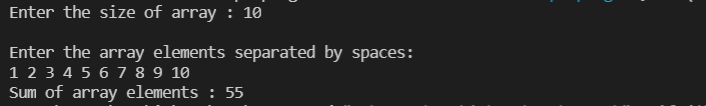 Enter the size of array : 10
Enter the array elements separated by spaces:
1 2 3 4 5 6 7 8 9 10
Sum of array elements : 55